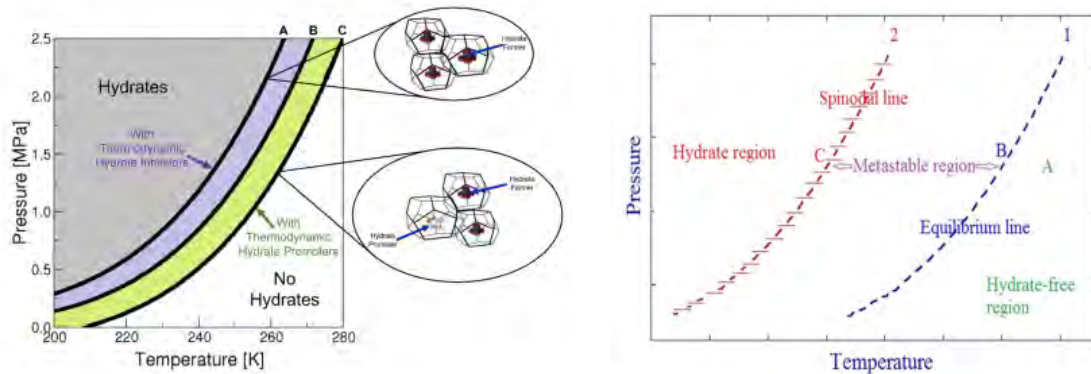 A B C
2.5
2.0
1.5
1.0
0.5
0.0
Pressure [MPa]
200
220
240
260
280
Temperature [K]
Hydrates
With
Thermodynamic
Hydrate Inhibitors
With
Thermodynamic
Hydrate Promoters
No
Hydrates
Hydrate
Former
Hydrate
Former
Hydrate
Promoter
2
1
Spinodal line
Hydrate region
C
Metastable region
B
A
Equilibrium line
Hydrate-free
region
Pressure
Temperature